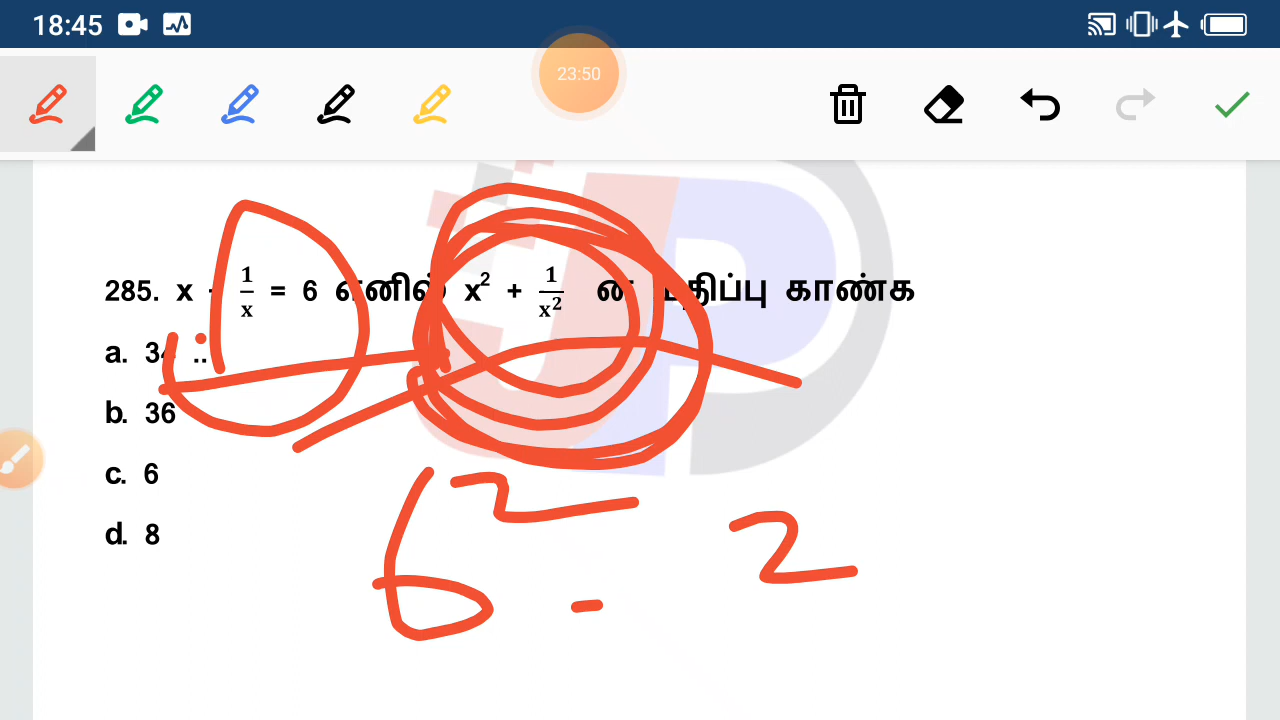 18:45
23:50
285. x 1/x = 6 எனில் x² + 1/x² ன் மதிப்பு காண்க
a. 34 ..
b. 36
c. 6
d. 8
6² - 2